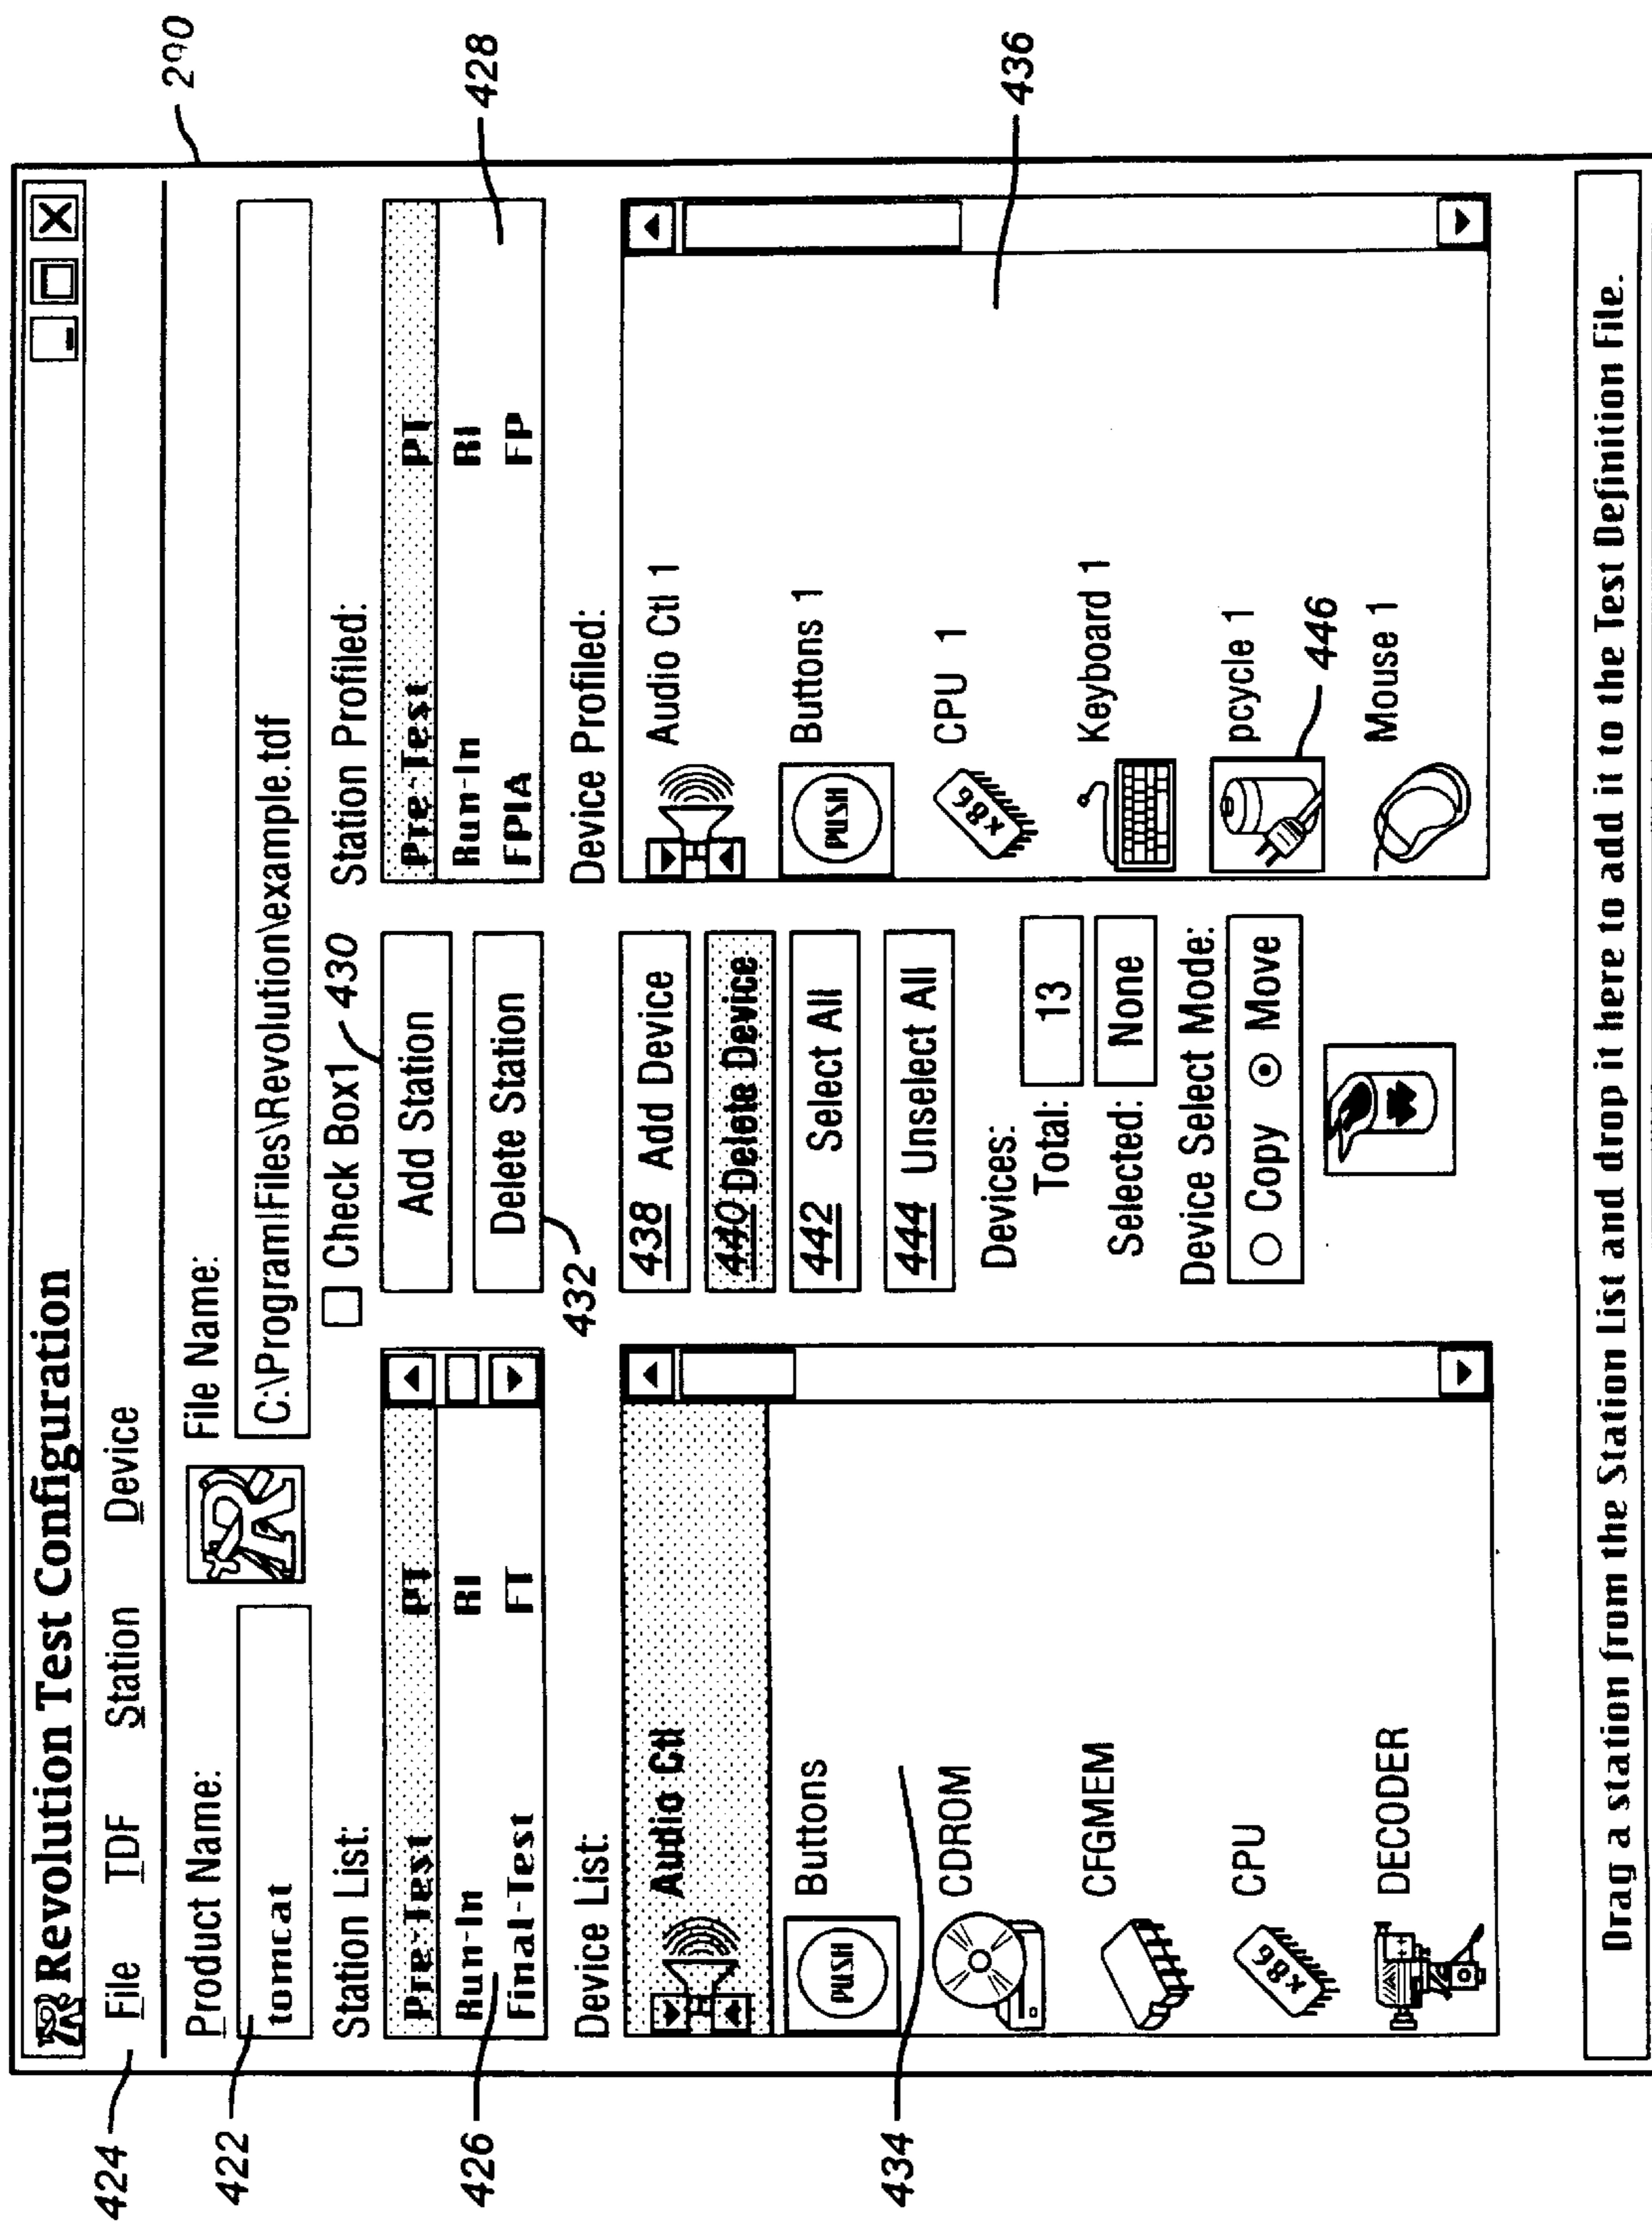 Revolution Test Configuration
290
424
File TDF Station Device
Product Name:
File Name:
422
tomcat
C:\Program\Files\Revolution\example.tdf
Check Box1
430
Station List:
Station Profiled:
Pre-Test PT
Run-In RI
Final-Test FT
426
Add Station
Delete Station
432
Pre-Test PT
Run-In RI
FPIA FP
428
Device List:
Device Profiled:
Audio Ctl
PUSH
Buttons
CDROM
CFGMEM
x86
CPU
DECODER
434
438 Add Device
440 Delete Device
442 Select All
444 Unselect All
Devices:
Total: 13
Selected: None
Device Select Mode:
Copy Move
Audio Ctl 1
PUSH
Buttons 1
x86
CPU 1
Keyboard 1
pcycle 1
446
Mouse 1
436
Drag a station from the Station List and drop it here to add it to the Test Definition File.